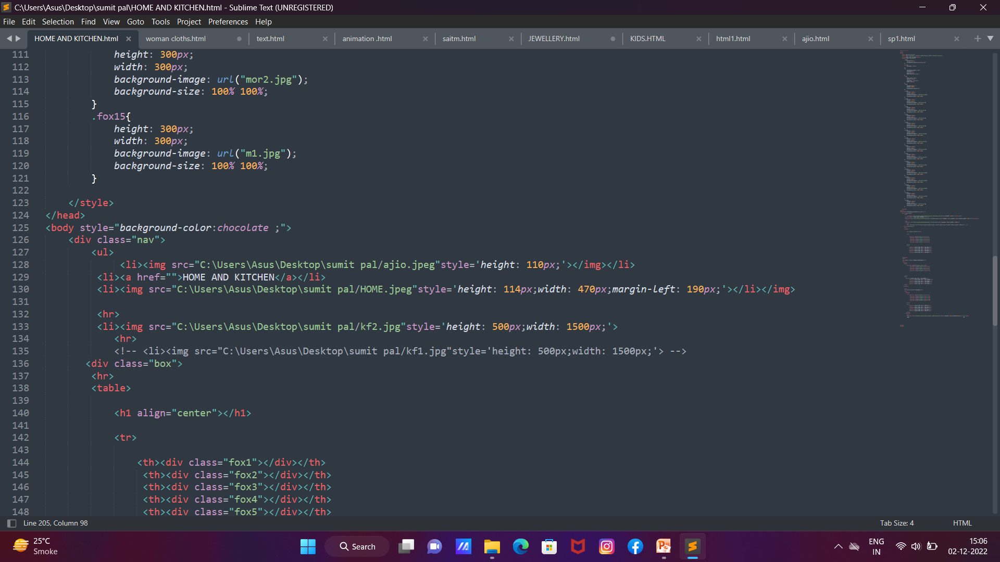 C:\Users\Asus\Desktop\sumit pal\HOME AND KITCHEN.html - Sublime Text (UNREGISTERED)
File Edit Selection Find View Goto Tools Project Preferences Help
HOME AND KITCHEN.html woman cloths.html text.html animation .html saitm.html JEWELLERY.html KIDS.HTML html1.html ajio.html sp1.html
111 height: 300px;
112 width: 300px;
113 background-image: url("mor2.jpg");
114 background-size: 100% 100%;
115 }
116 .fox15{
117 height: 300px;
118 width: 300px;
119 background-image: url("m1.jpg");
120 background-size: 100% 100%;
121 }
122
123 </style>
124 </head>
125 <body style="background-color:chocolate ;">
126 <div class="nav">
127 <ul>
128 <li><img src="C:\Users\Asus\Desktop\sumit pal/ajio.jpeg"style='height: 110px;'></img></li>
129 <li><a href="">HOME AND KITCHEN</a></li>
130 <li><img src="C:\Users\Asus\Desktop\sumit pal/HOME.jpeg"style='height: 114px;width: 470px;margin-left: 190px;'></li></img>
131
132 <hr>
133 <li><img src="C:\Users\Asus\Desktop\sumit pal/kf2.jpg"style='height: 500px;width: 1500px;'>
134 <hr>
135 <!-- <li><img src="C:\Users\Asus\Desktop\sumit pal/kf1.jpg"style='height: 500px;width: 1500px;'> -->
136 <div class="box">
137 <hr>
138 <table>
139
140 <h1 align="center"></h1>
141
142 <tr>
143
144 <th><div class="fox1"></div></th>
145 <th><div class="fox2"></div></th>
146 <th><div class="fox3"></div></th>
147 <th><div class="fox4"></div></th>
148 <th><div class="fox5"></div></th>
Line 205, Column 98 Tab Size: 4 HTML
25°C
Smoke
Search
ENG
IN
15:06
02-12-2022